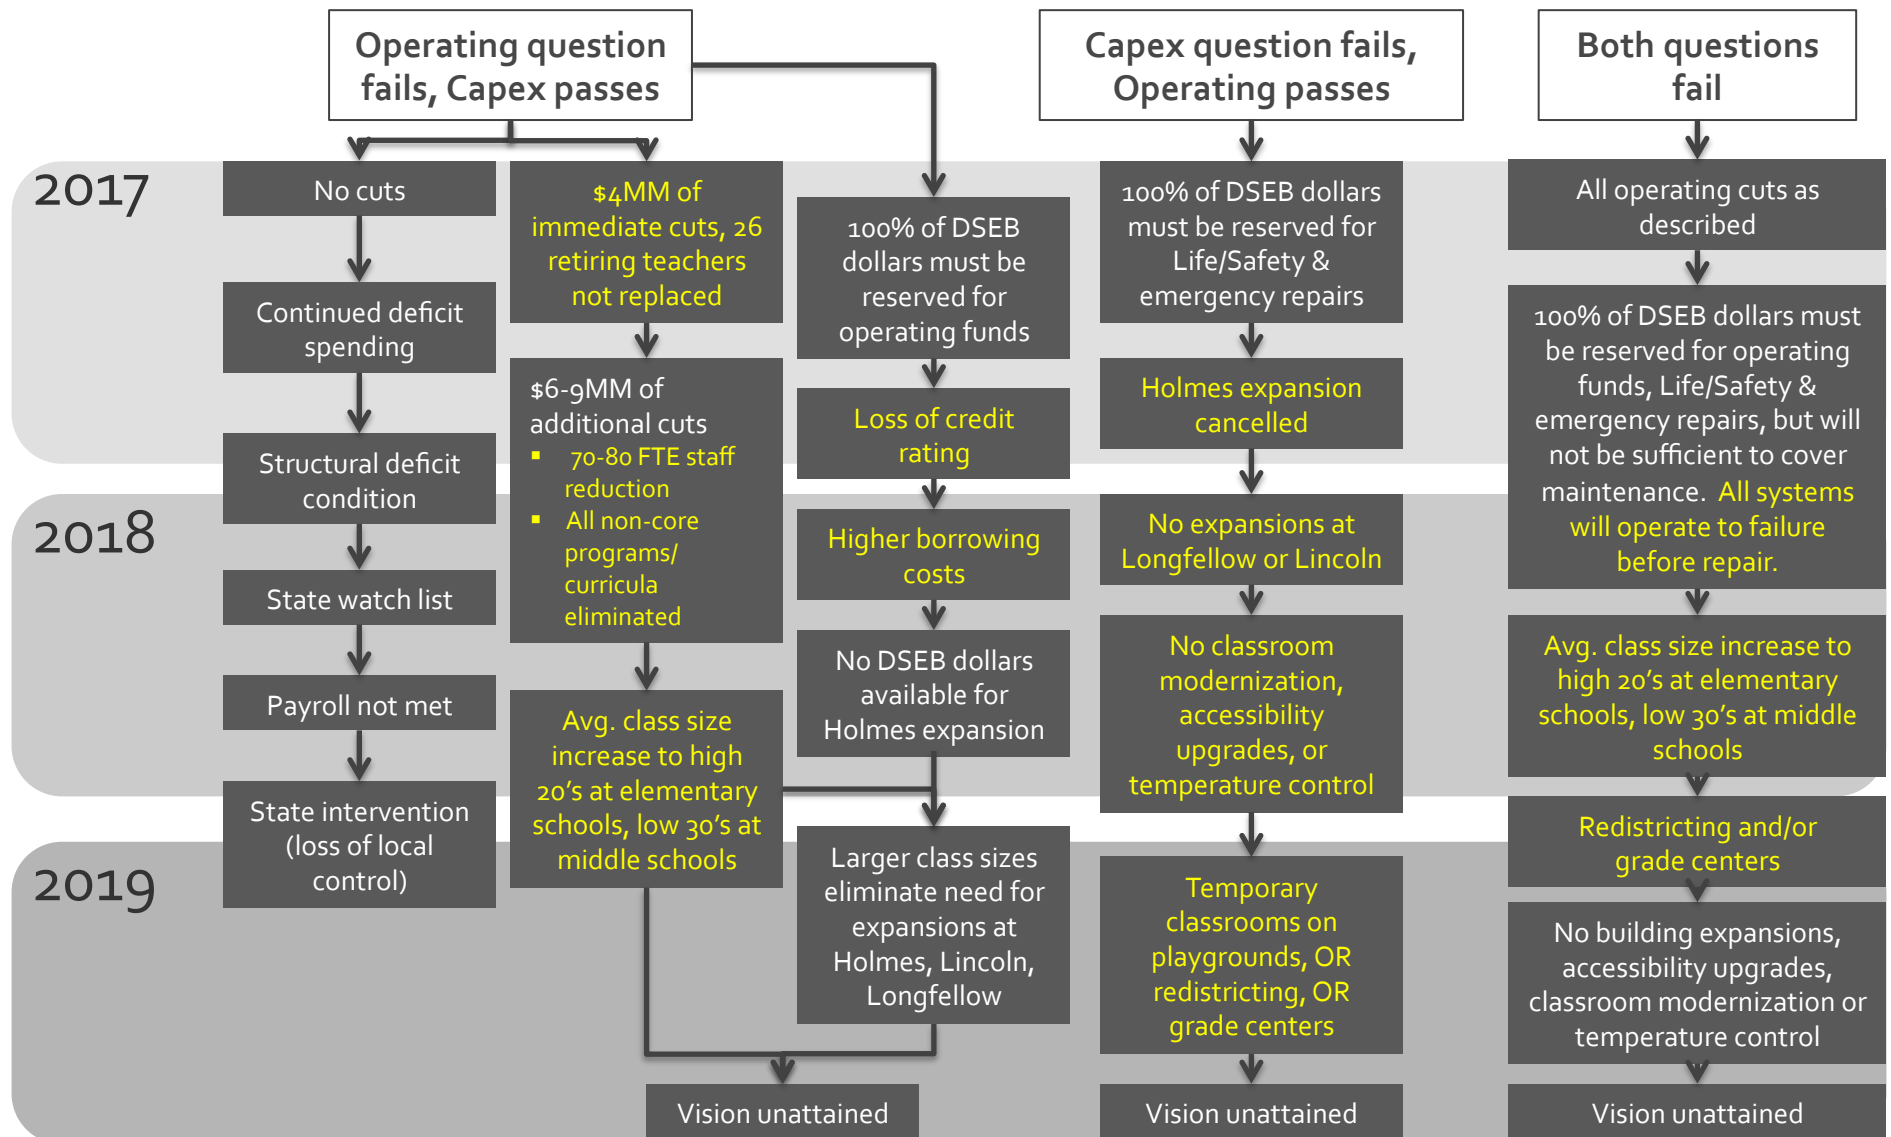 Operating question
fails, Capex passes
Capex question fails,
Operating passes
Both questions
fail
2017
2018
2019
No cuts
Continued deficit
spending
Structural deficit
condition
State watch list
Payroll not met
State intervention
(loss of local
control)
$4MM of
immediate cuts, 26
retiring teachers
not replaced
$6-9MM of
additional cuts
▪ 70-80 FTE staff
reduction
▪ All non-core
programs/
curricula
eliminated
Avg. class size
increase to high
20's at elementary
schools, low 30's at
middle schools
100% of DSEB
dollars must be
reserved for
operating funds
Loss of credit
rating
Higher borrowing
costs
No DSEB dollars
available for
Holmes expansion
Larger class sizes
eliminate need for
expansions at
Holmes, Lincoln,
Longfellow
Vision unattained
100% of DSEB dollars
must be reserved for
Life/Safety &
emergency repairs
Holmes expansion
cancelled
No expansions at
Longfellow or Lincoln
No classroom
modernization,
accessibility
upgrades, or
temperature control
Temporary
classrooms on
playgrounds, OR
redistricting, OR
grade centers
Vision unattained
All operating cuts as
described
100% of DSEB dollars must
be reserved for operating
funds, Life/Safety &
emergency repairs, but will
not be sufficient to cover
maintenance. All systems
will operate to failure
before repair.
Avg. class size increase to
high 20's at elementary
schools, low 30's at middle
schools
Redistricting and/or
grade centers
No building expansions,
accessibility upgrades,
classroom modernization or
temperature control
Vision unattained